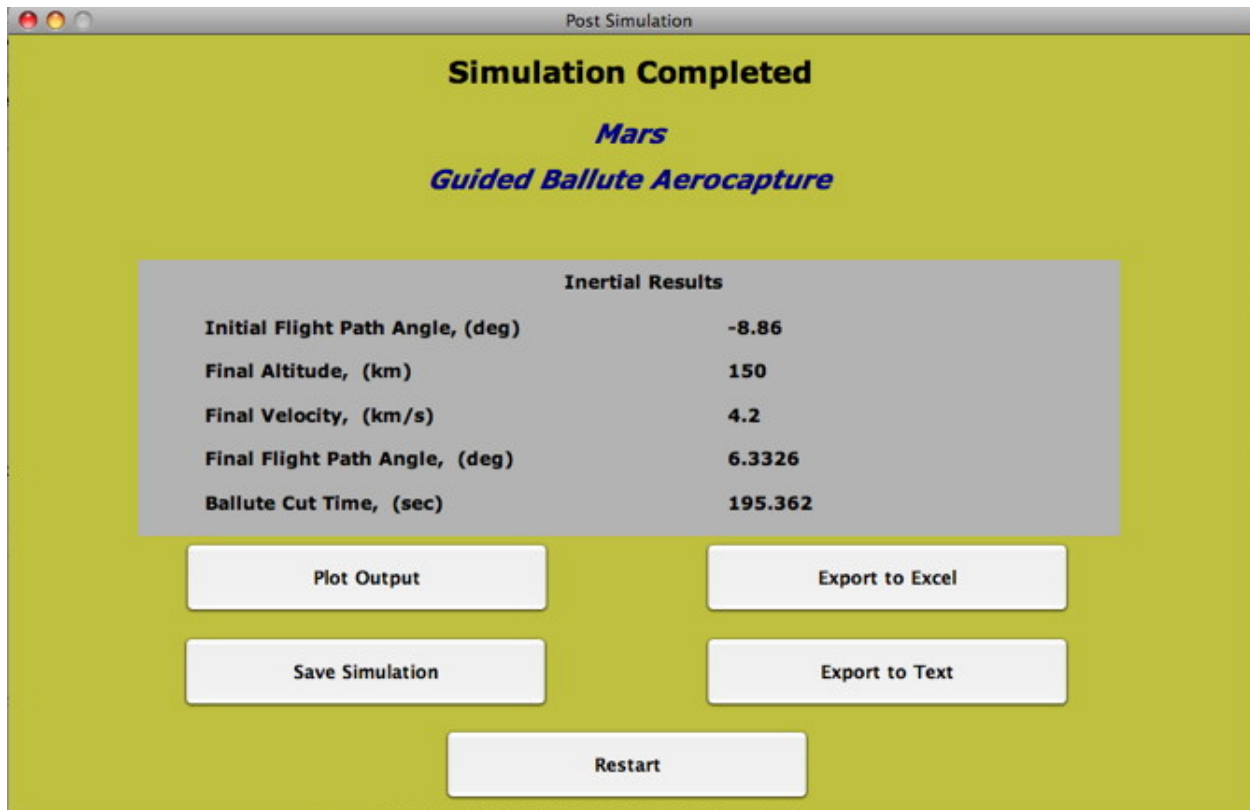 Post Simulation
Simulation Completed
Mars
Guided Ballute Aerocapture
Inertial Results
Initial Flight Path Angle, (deg) -8.86
Final Altitude, (km) 150
Final Velocity, (km/s) 4.2
Final Flight Path Angle, (deg) 6.3326
Ballute Cut Time, (sec) 195.362
Plot Output Export to Excel
Save Simulation Export to Text
Restart